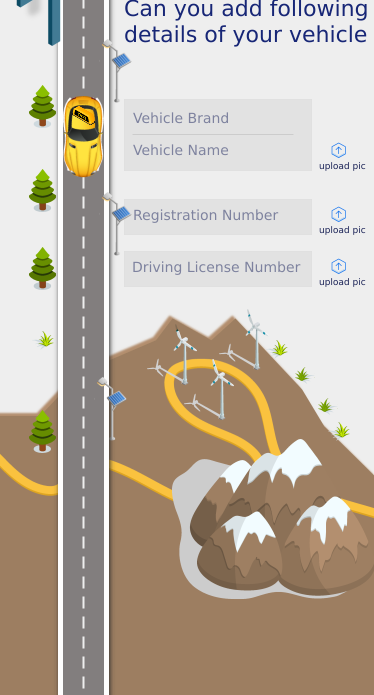 Can you add following
details of your vehicle
Vehicle Brand
Vehicle Name
upload pic
Registration Number
upload pic
Driving License Number
upload pic